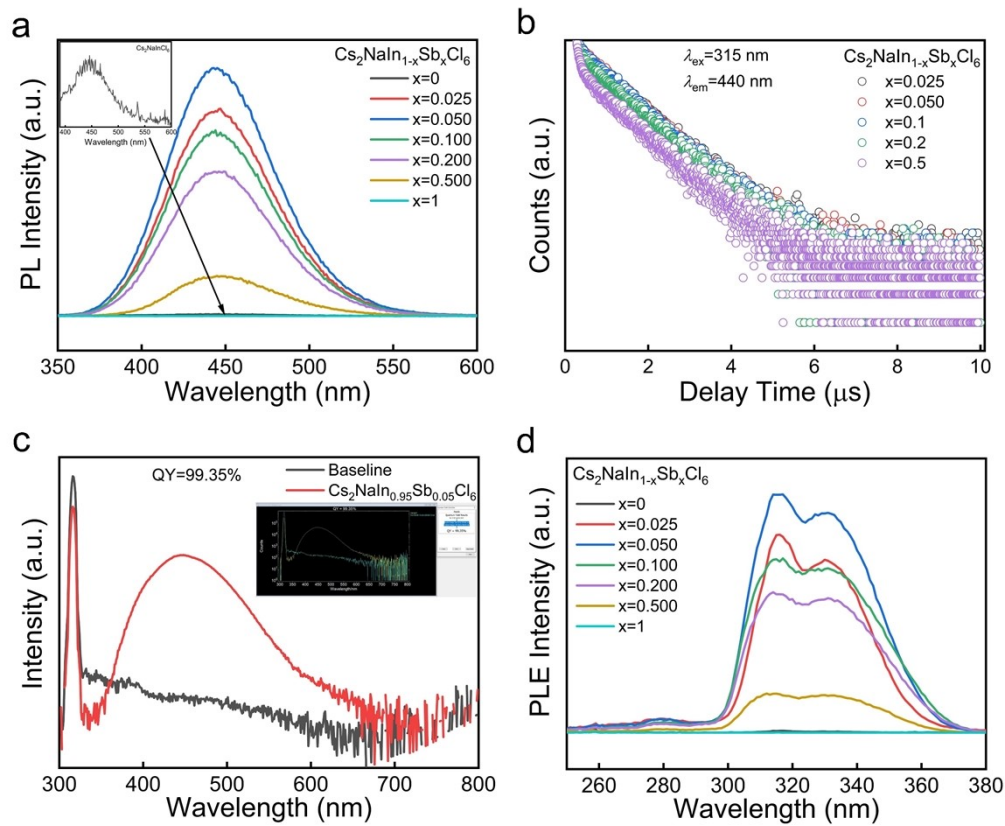 a
Cs₂NaInCl₆
400 450 500 550 600
Wavelength (nm)
Cs₂NaIn₁₋ₓSbₓCl₆
x=0
x=0.025
x=0.050
x=0.100
x=0.200
x=0.500
x=1
PL Intensity (a.u.)
350 400 450 500 550 600
Wavelength (nm)
b
λex=315 nm
λem=440 nm
Cs₂NaIn₁₋ₓSbₓCl₆
x=0.025
x=0.050
x=0.1
x=0.2
x=0.5
Counts (a.u.)
0 2 4 6 8 10
Delay Time (μs)
c
QY=99.35%
Baseline
Cs₂NaIn₀.₉₅Sb₀.₀₅Cl₆
QY = 99.35%
Intensity (a.u.)
300 400 500 600 700 800
Wavelength (nm)
d
Cs₂NaIn₁₋ₓSbₓCl₆
x=0
x=0.025
x=0.050
x=0.100
x=0.200
x=0.500
x=1
PLE Intensity (a.u.)
260 280 300 320 340 360 380
Wavelength (nm)